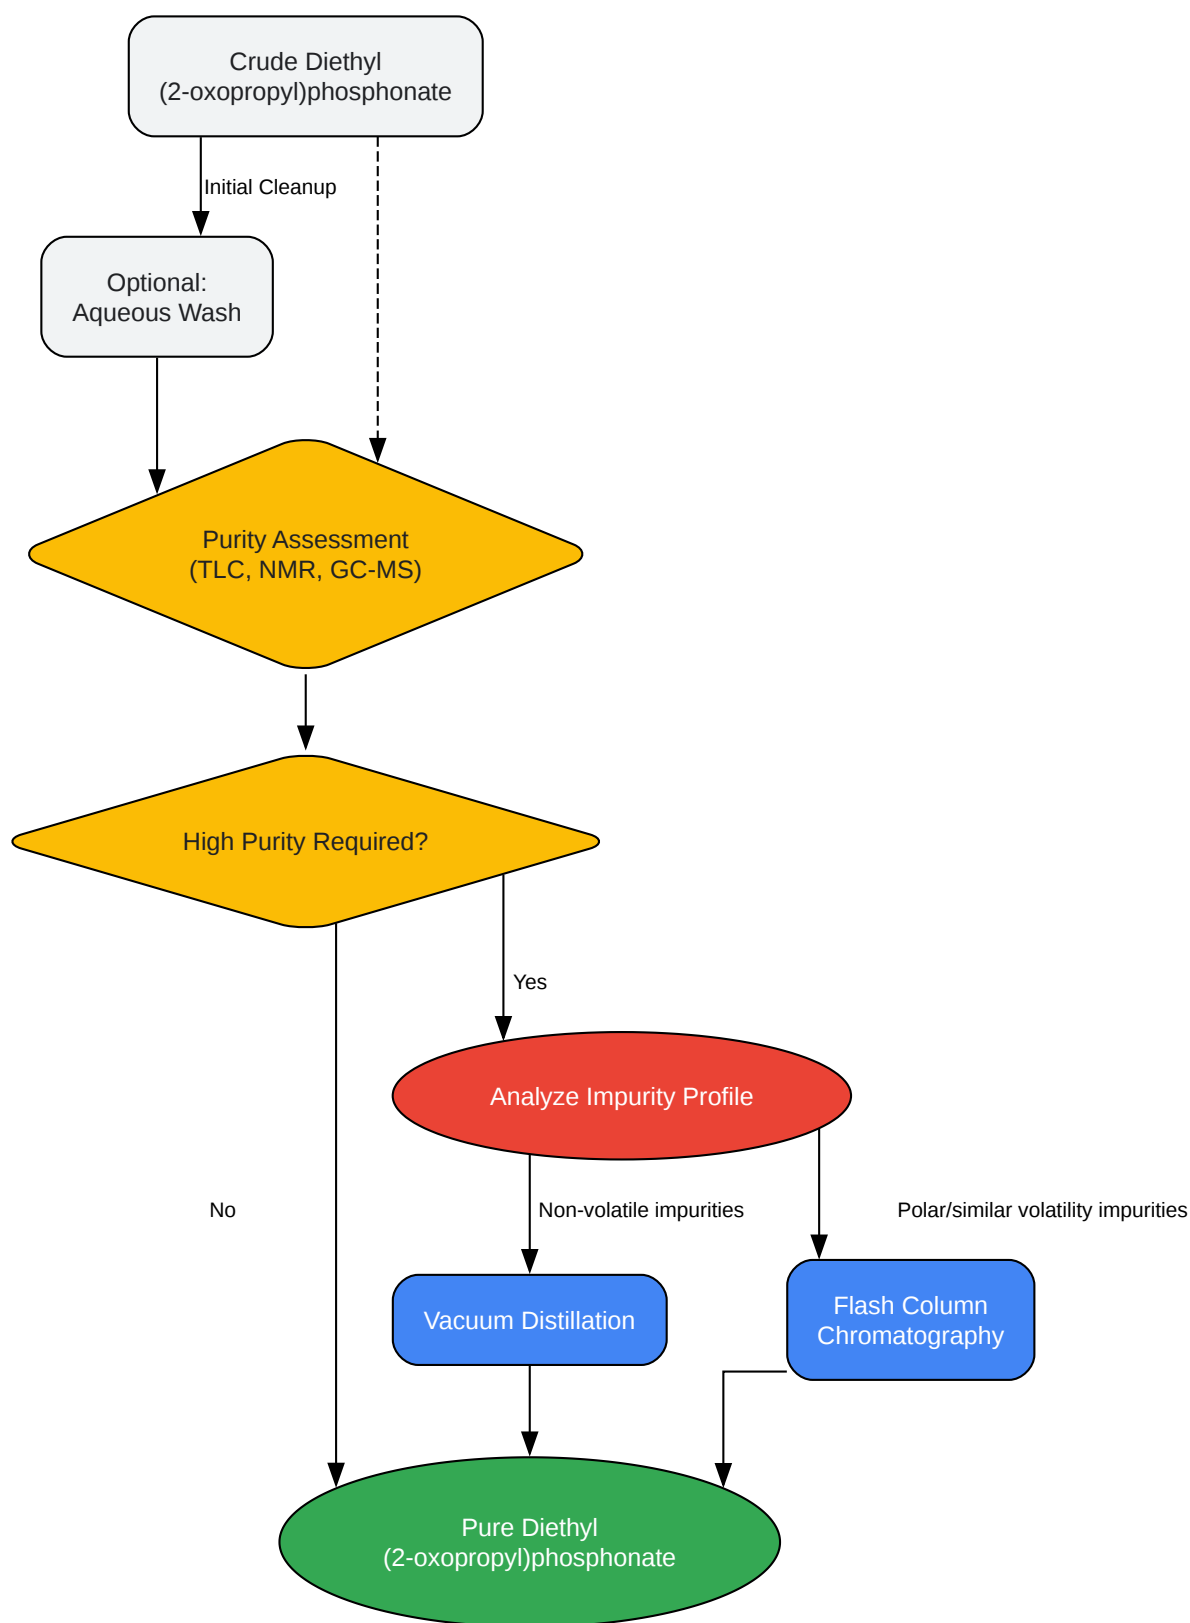 Crude Diethyl
(2-oxopropyl)phosphonate
Initial Cleanup
Optional:
Aqueous Wash
Purity Assessment
(TLC, NMR, GC-MS)
High Purity Required?
Yes
Analyze Impurity Profile
No
Non-volatile impurities
Polar/similar volatility impurities
Vacuum Distillation
Flash Column
Chromatography
Pure Diethyl
(2-oxopropyl)phosphonate